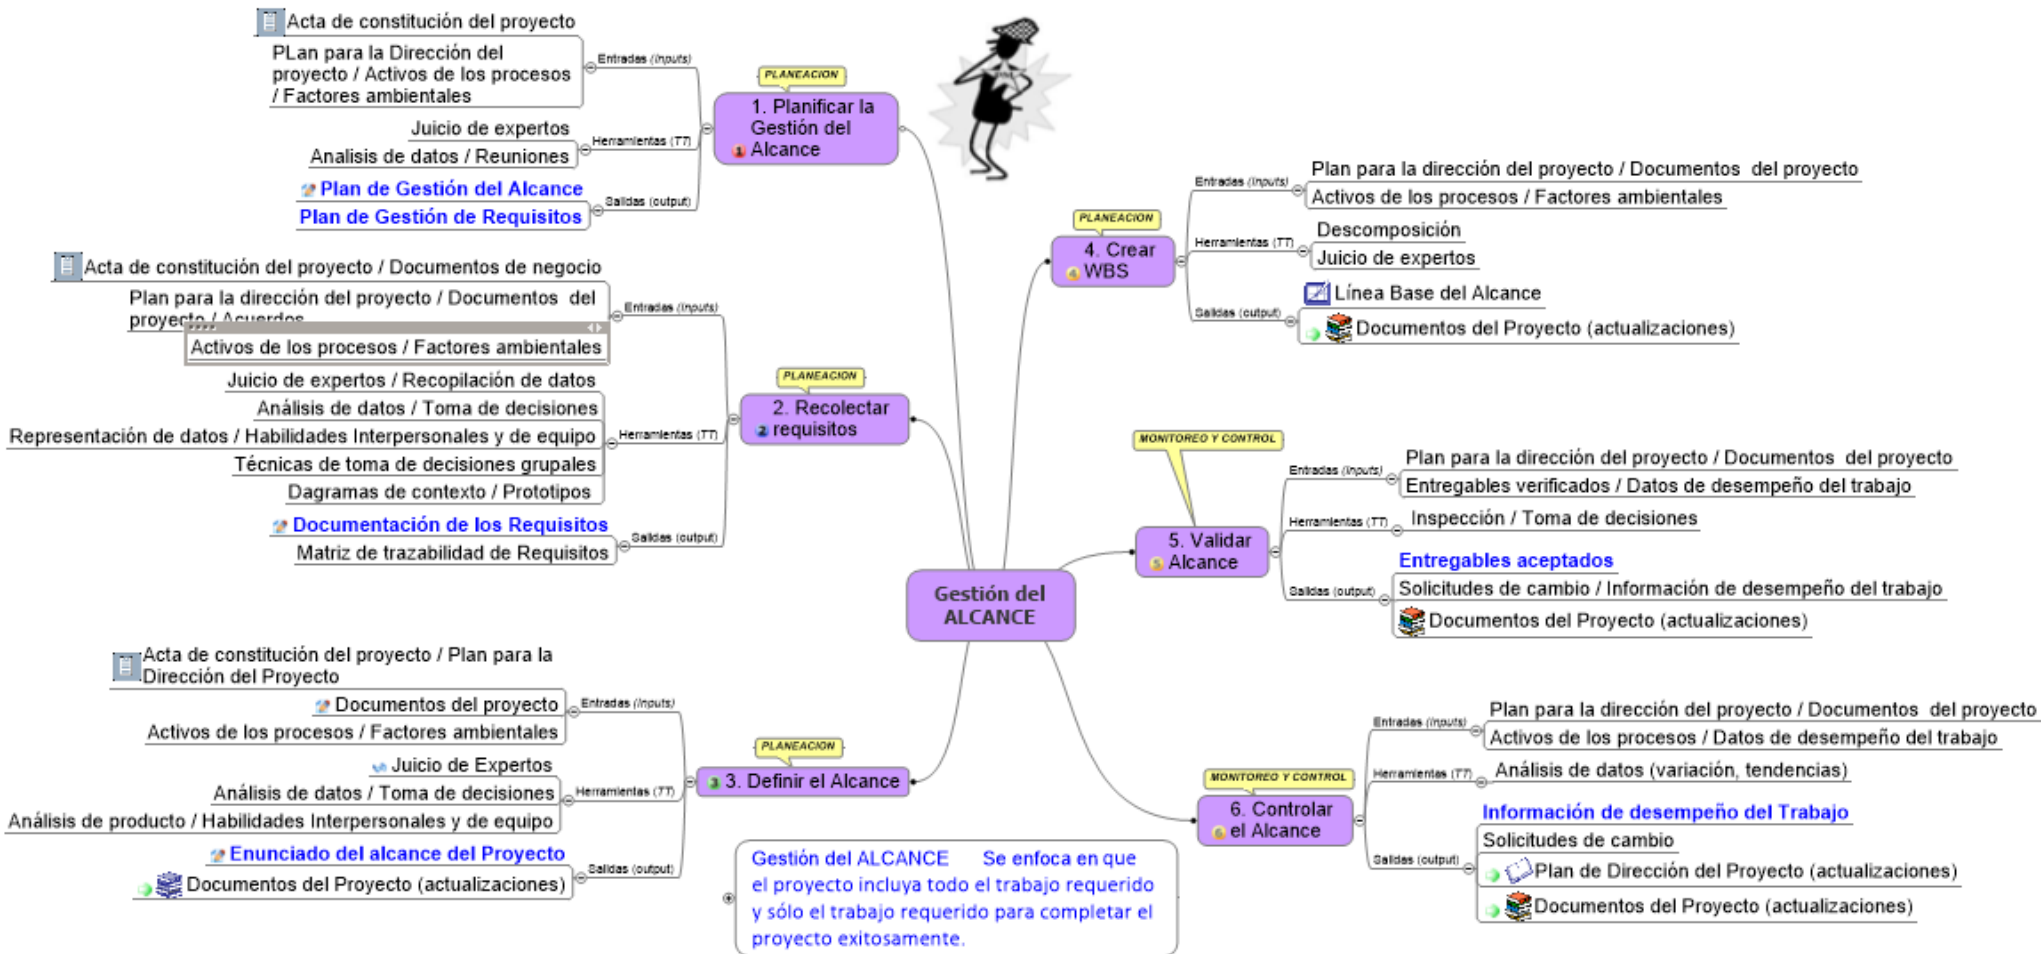 Acta de constitución del proyecto
PLan para la Dirección del
proyecto / Activos de los procesos
/ Factores ambientales
Entradas (Inputs)
Juicio de expertos
Analisis de datos / Reuniones
Herramientas (TT)
Plan de Gestión del Alcance
Plan de Gestión de Requisitos
Salidas (output)
PLANEACION
1. Planificar la
Gestión del
Alcance
Acta de constitución del proyecto / Documentos de negocio
Plan para la dirección del proyecto / Documentos del
proyecto / Acuerdos
Activos de los procesos / Factores ambientales
Entradas (Inputs)
Juicio de expertos / Recopilación de datos
Análisis de datos / Toma de decisiones
Representación de datos / Habilidades Interpersonales y de equipo
Técnicas de toma de decisiones grupales
Dagramas de contexto / Prototipos
Herramientas (TT)
Documentación de los Requisitos
Matriz de trazabilidad de Requisitos
Salidas (output)
PLANEACION
2. Recolectar
requisitos
Acta de constitución del proyecto / Plan para la
Dirección del Proyecto
Documentos del proyecto
Activos de los procesos / Factores ambientales
Entradas (Inputs)
Juicio de Expertos
Análisis de datos / Toma de decisiones
Análisis de producto / Habilidades Interpersonales y de equipo
Herramientas (TT)
Enunciado del alcance del Proyecto
Documentos del Proyecto (actualizaciones)
Salidas (output)
PLANEACION
3. Definir el Alcance
Gestión del
ALCANCE
Gestión del ALCANCE Se enfoca en que
el proyecto incluya todo el trabajo requerido
y sólo el trabajo requerido para completar el
proyecto exitosamente.
PLANEACION
4. Crear
WBS
Entradas (Inputs)
Plan para la dirección del proyecto / Documentos del proyecto
Activos de los procesos / Factores ambientales
Herramientas (TT)
Descomposición
Juicio de expertos
Salidas (output)
Línea Base del Alcance
Documentos del Proyecto (actualizaciones)
MONITOREO Y CONTROL
5. Validar
Alcance
Entradas (Inputs)
Plan para la dirección del proyecto / Documentos del proyecto
Entregables verificados / Datos de desempeño del trabajo
Herramientas (TT)
Inspección / Toma de decisiones
Salidas (output)
Entregables aceptados
Solicitudes de cambio / Información de desempeño del trabajo
Documentos del Proyecto (actualizaciones)
MONITOREO Y CONTROL
6. Controlar
el Alcance
Entradas (Inputs)
Plan para la dirección del proyecto / Documentos del proyecto
Activos de los procesos / Datos de desempeño del trabajo
Herramientas (TT)
Análisis de datos (variación, tendencias)
Salidas (output)
Información de desempeño del Trabajo
Solicitudes de cambio
Plan de Dirección del Proyecto (actualizaciones)
Documentos del Proyecto (actualizaciones)